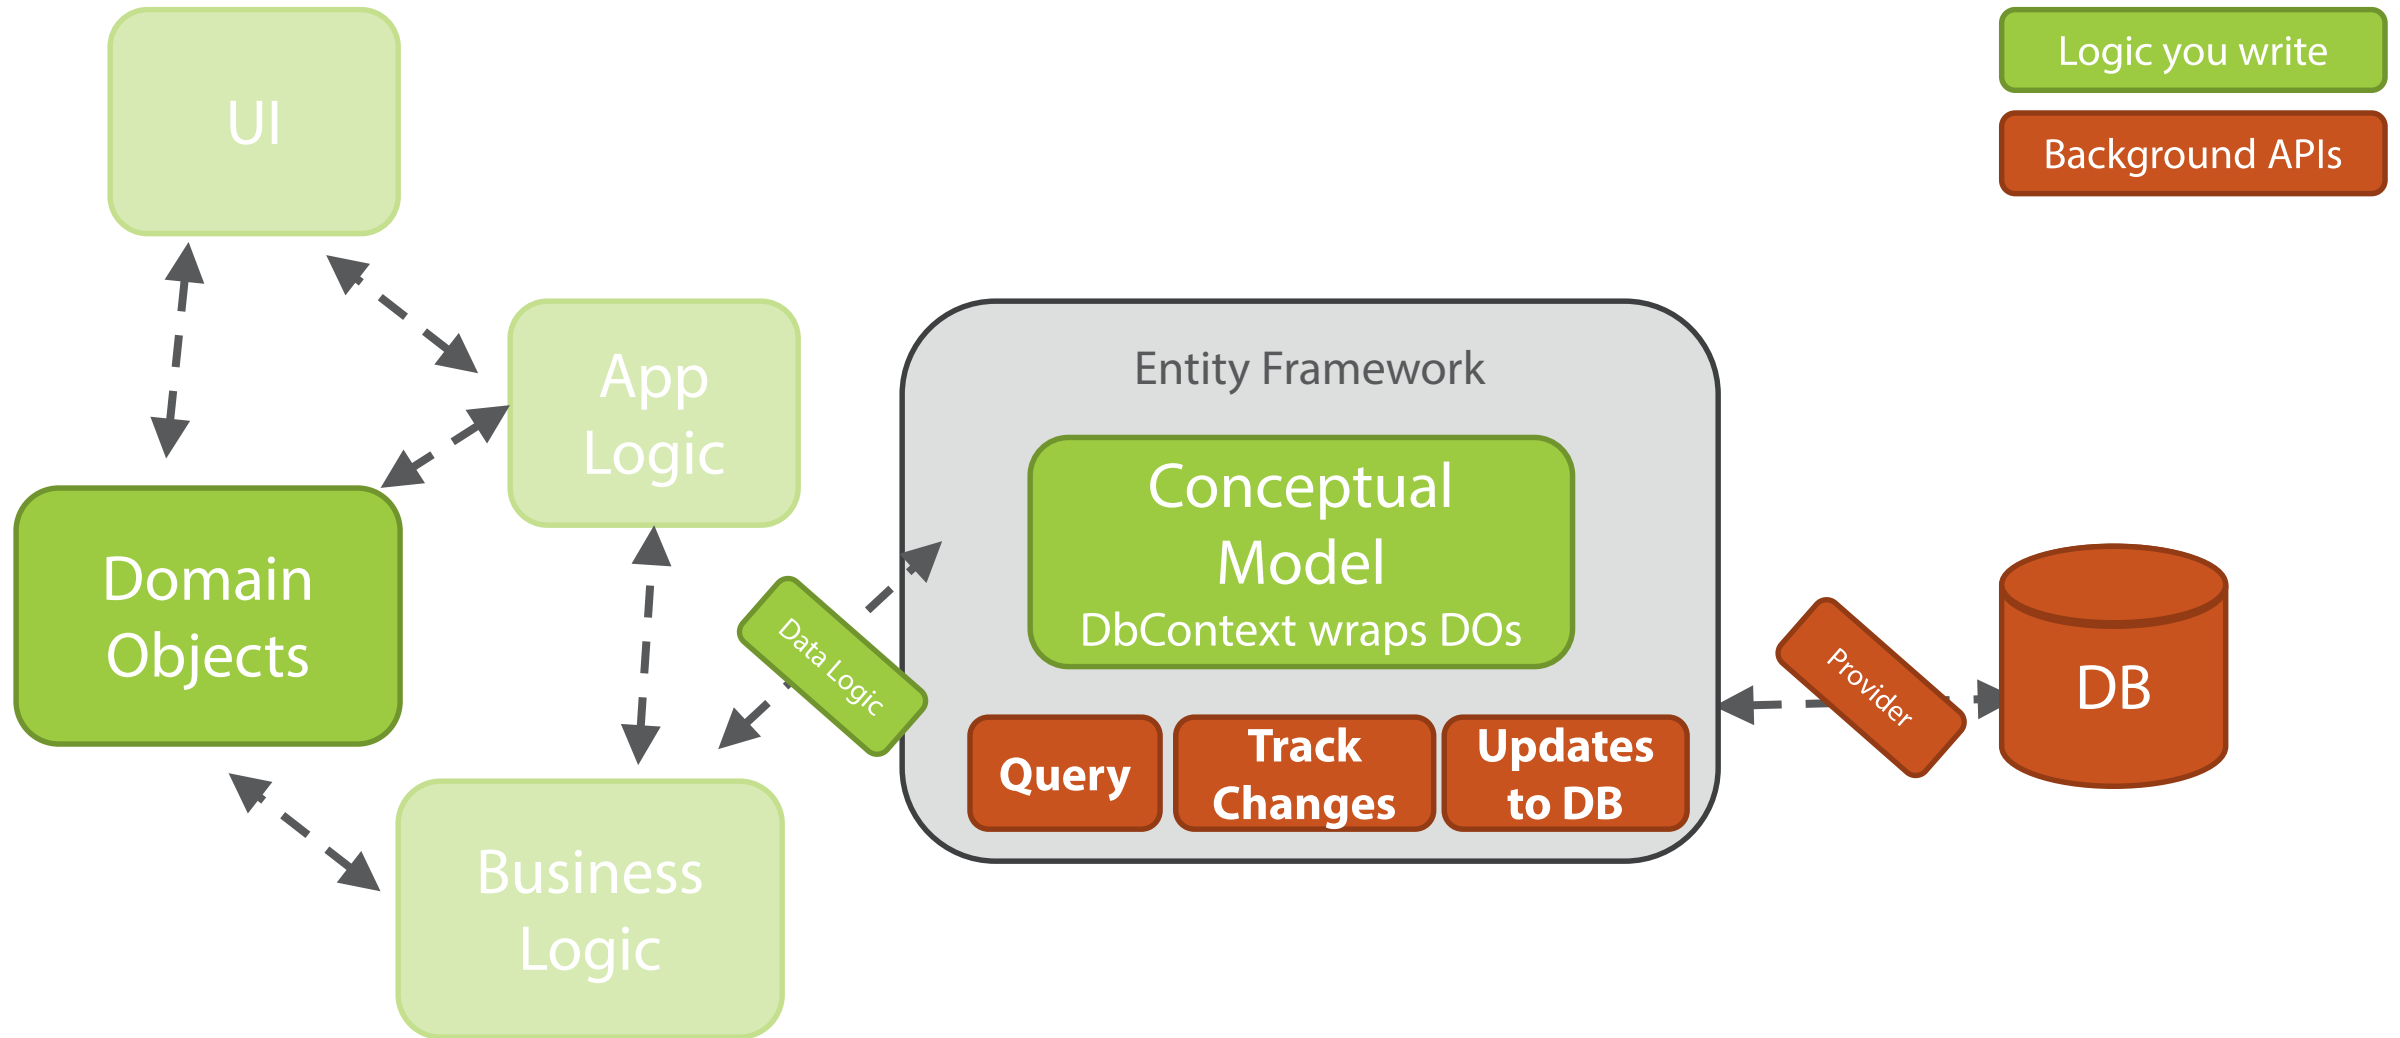 UI
Logic you write
Background APIs
App
Logic
Entity Framework
Conceptual
Model
DbContext wraps DOs
Domain
Objects
Data Logic
Provider
DB
Query
Track
Changes
Updates
to DB
Business
Logic